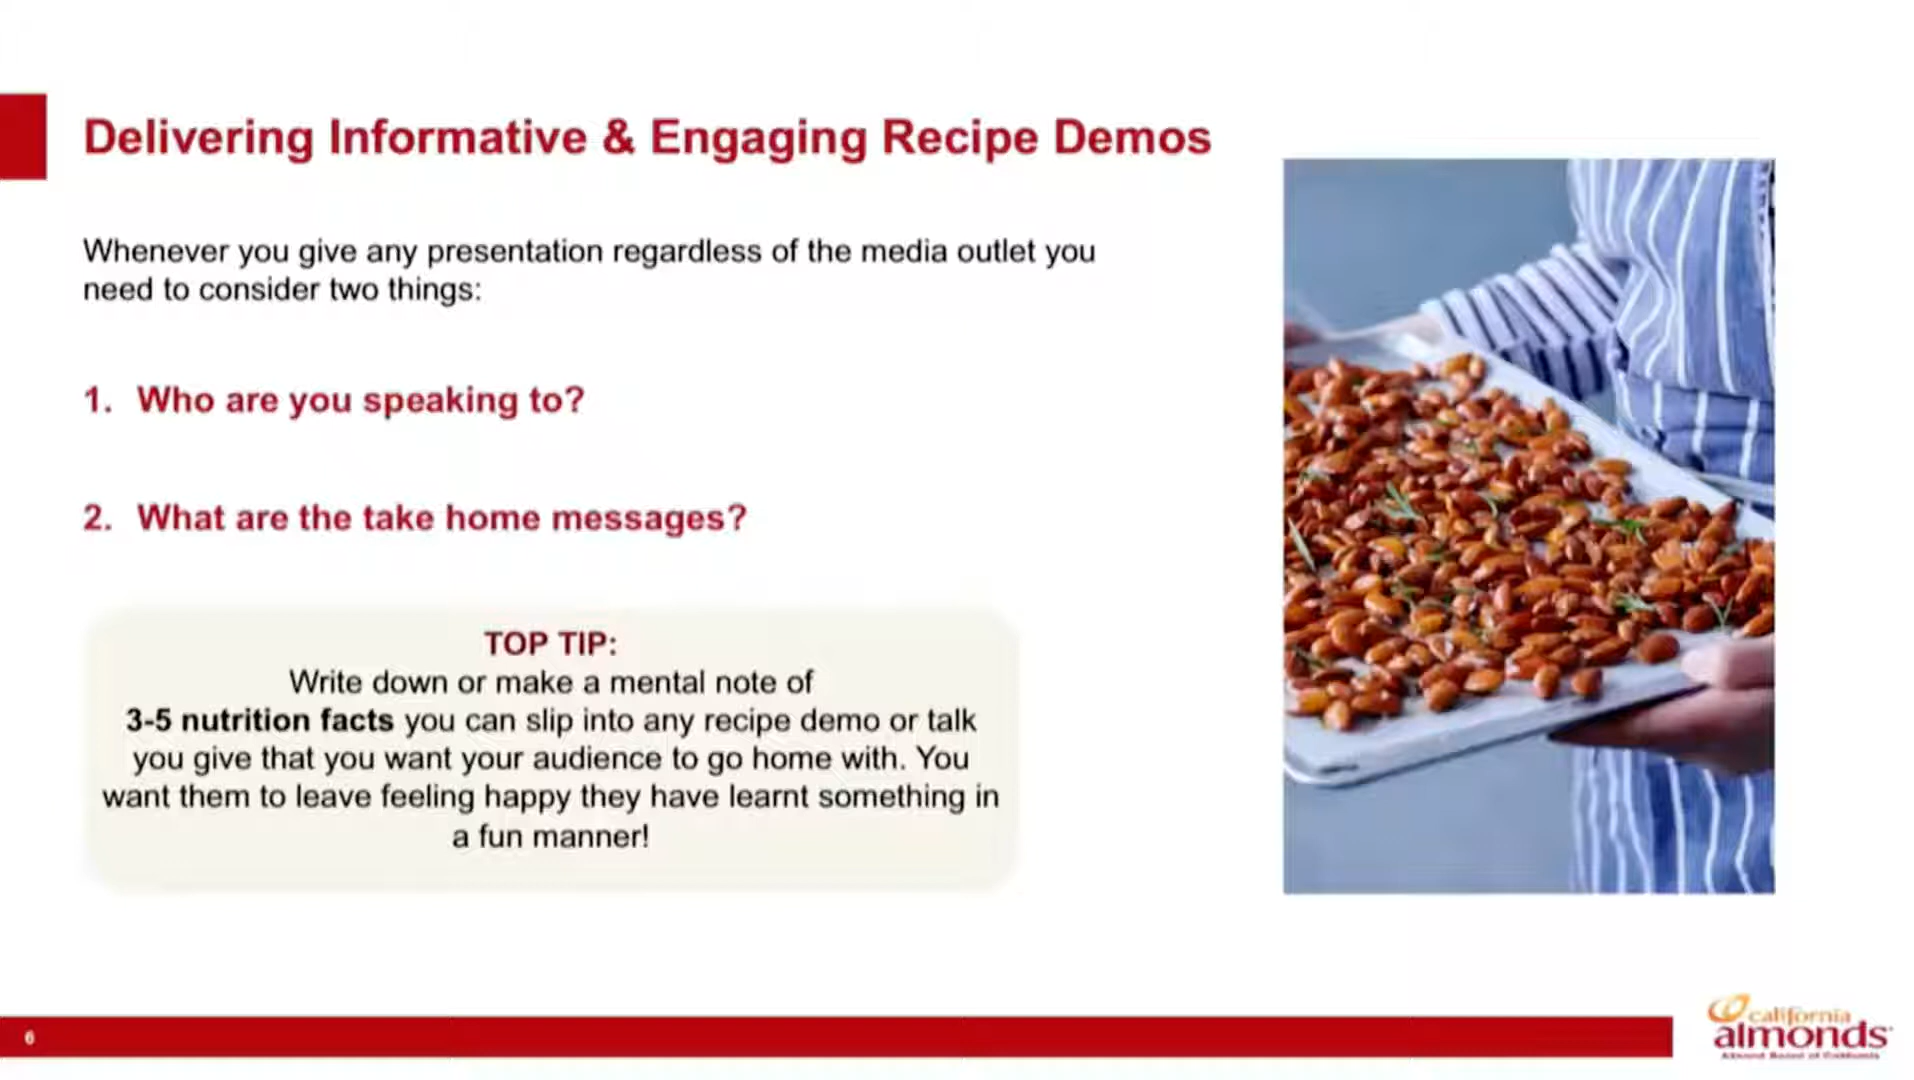 Delivering Informative & Engaging Recipe Demos
Whenever you give any presentation regardless of the media outlet you
need to consider two things:
1. Who are you speaking to?
2. What are the take home messages?
TOP TIP:
Write down or make a mental note of
3-5 nutrition facts you can slip into any recipe demo or talk
you give that you want your audience to go home with. You
want them to leave feeling happy they have learnt something in
a fun manner!
6
california
almonds
Almond Board of California